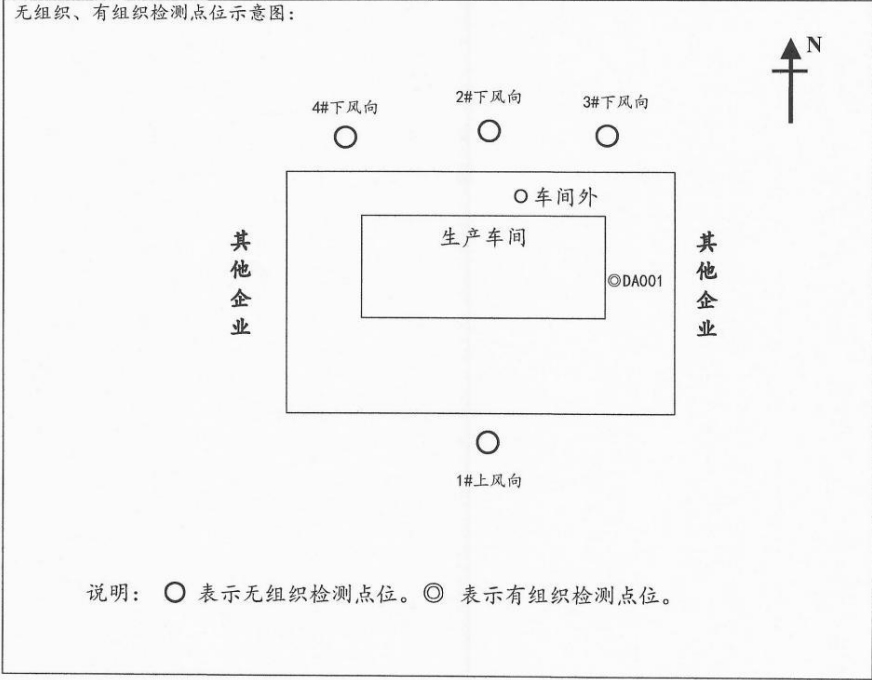 无组织、有组织检测点位示意图：
N
4#下风向
2#下风向
3#下风向
车间外
生产车间
其他企业
其他企业
DA001
1#上风向
说明： 表示无组织检测点位。 表示有组织检测点位。